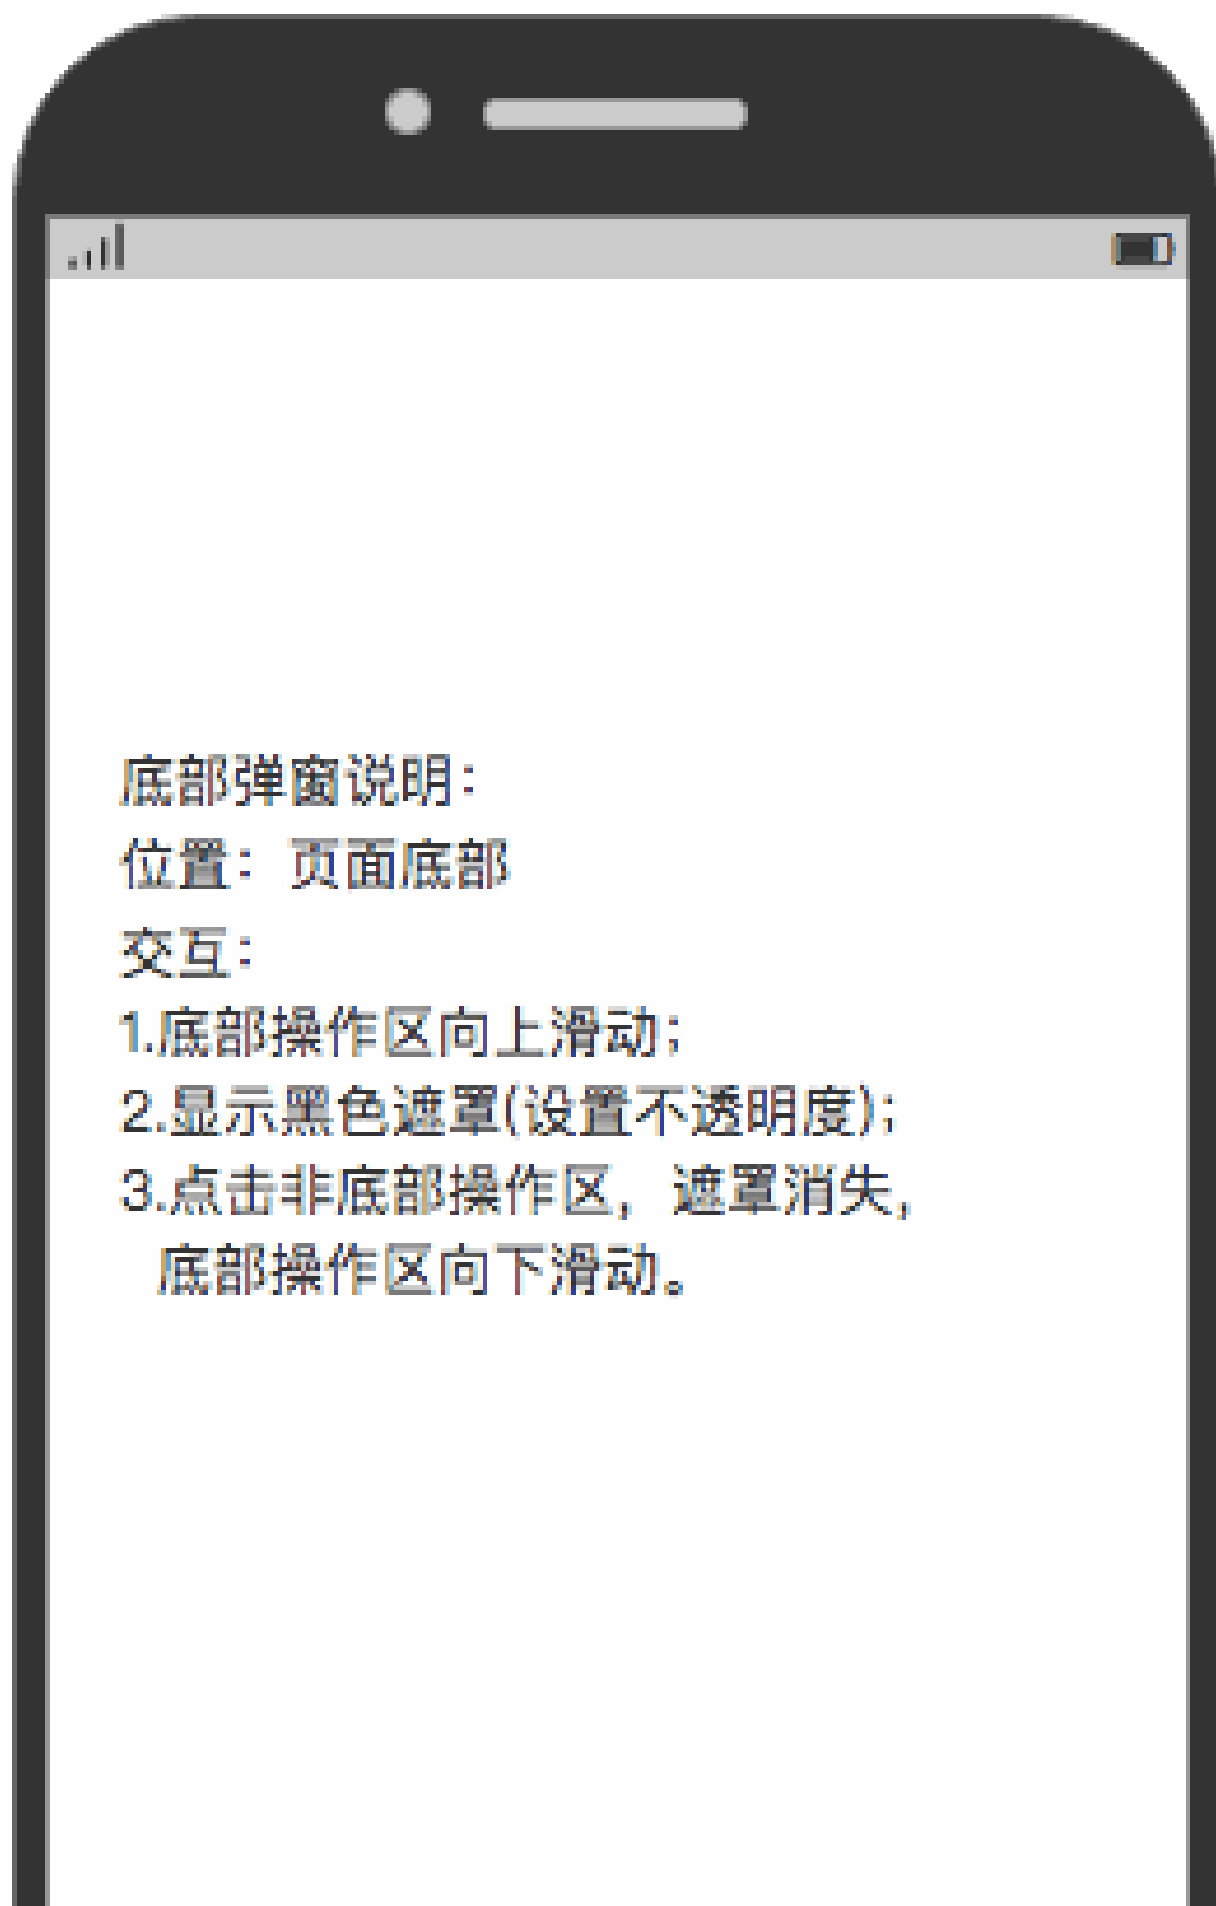 底部弹窗说明：
位置：页面底部
交互：
1.底部操作区向上滑动；
2.显示黑色遮罩(设置不透明度)；
3.点击非底部操作区，遮罩消失，
底部操作区向下滑动。